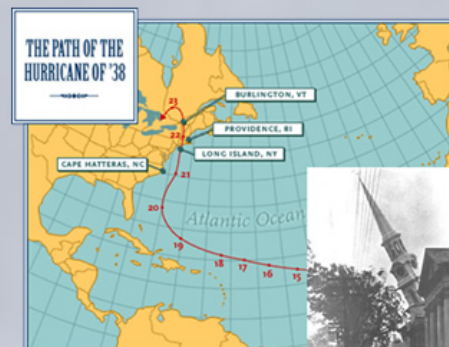 THE PATH OF THE
HURRICANE OF '38
23
BURLINGTON, VT
PROVIDENCE, RI
22
LONG ISLAND, NY
CAPE HATTERAS, NC
21
20
Atlantic Ocean
19
18
17
16
15